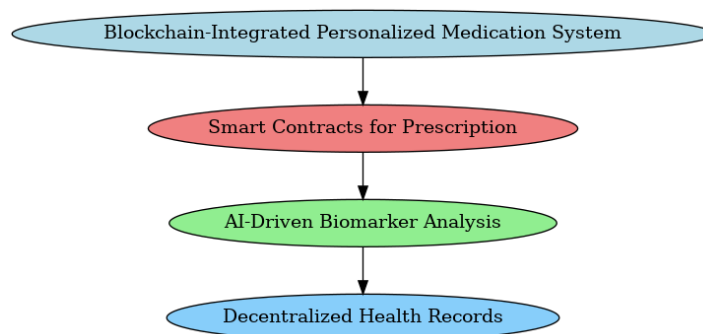 Blockchain-Integrated Personalized Medication System
Smart Contracts for Prescription
AI-Driven Biomarker Analysis
Decentralized Health Records